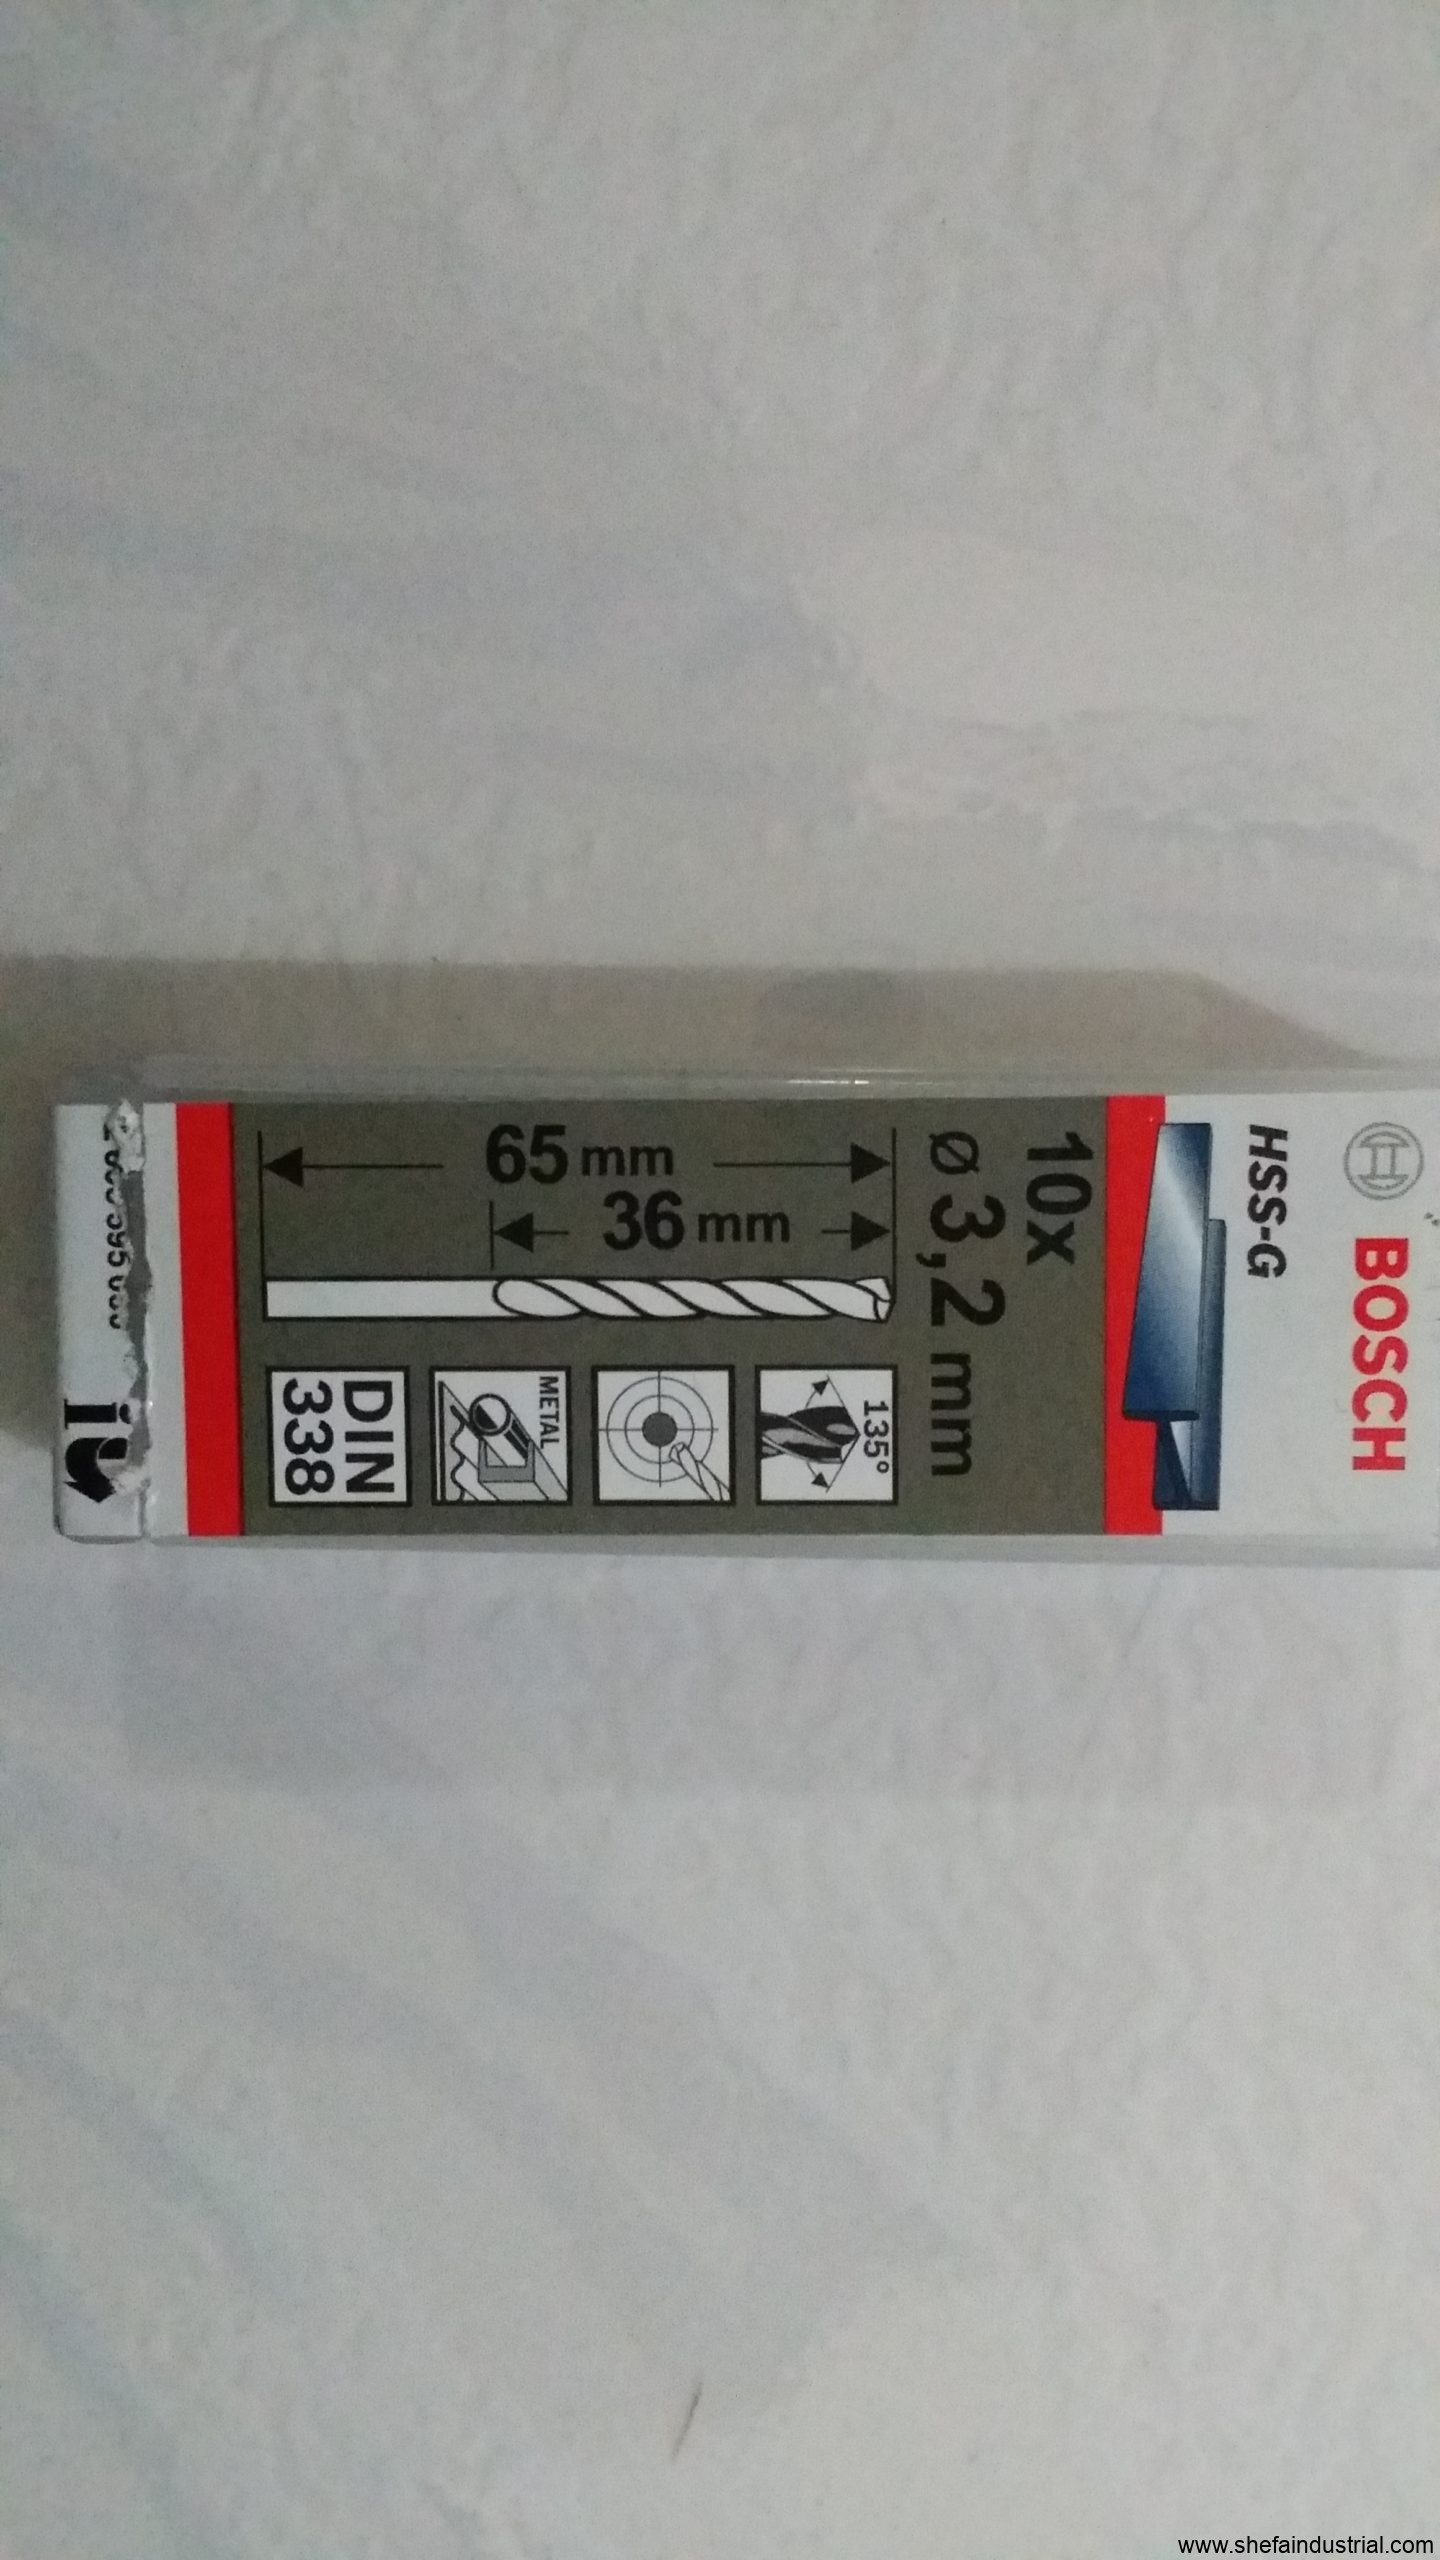 BOSCH
HSS-G
10x
ø 3,2 mm
65 mm
36 mm
135°
METAL
DIN
338
i
www.shefaindustrial.com